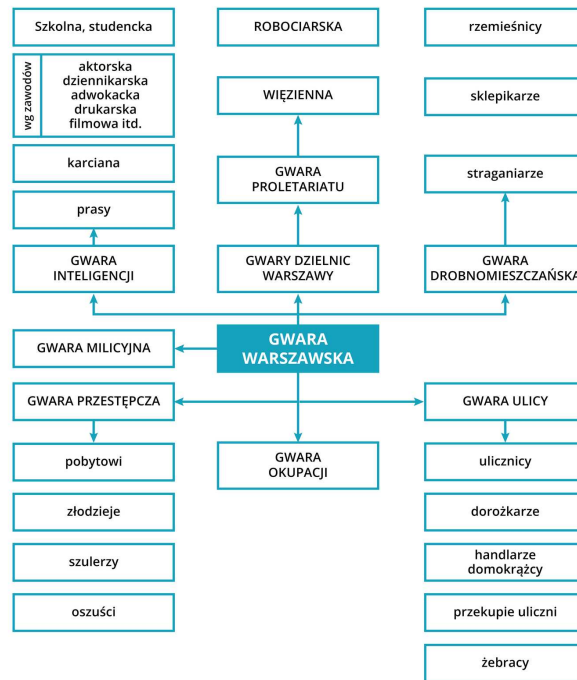 Szkolna, studencka
ROBOCIARSKA
rzemieśnicy
wg zawodów
aktorska
dziennikarska
adwokacka
drukarska
filmowa itd.
WIĘZIENNA
sklepikarze
karciana
GWARA
PROLETARIATU
straganiarze
prasy
GWARA
INTELIGENCJI
GWARY DZIELNIC
WARSZAWY
GWARA
DROBNOMIESZCZAŃSKA
GWARA MILICYJNA
GWARA
WARSZAWSKA
GWARA PRZESTĘPCZA
GWARA ULICY
pobytowi
GWARA
OKUPACJI
ulicznicy
złodzieje
dorożkarze
szulerzy
handlarze
domokrążcy
oszuści
przekupie uliczni
żebracy